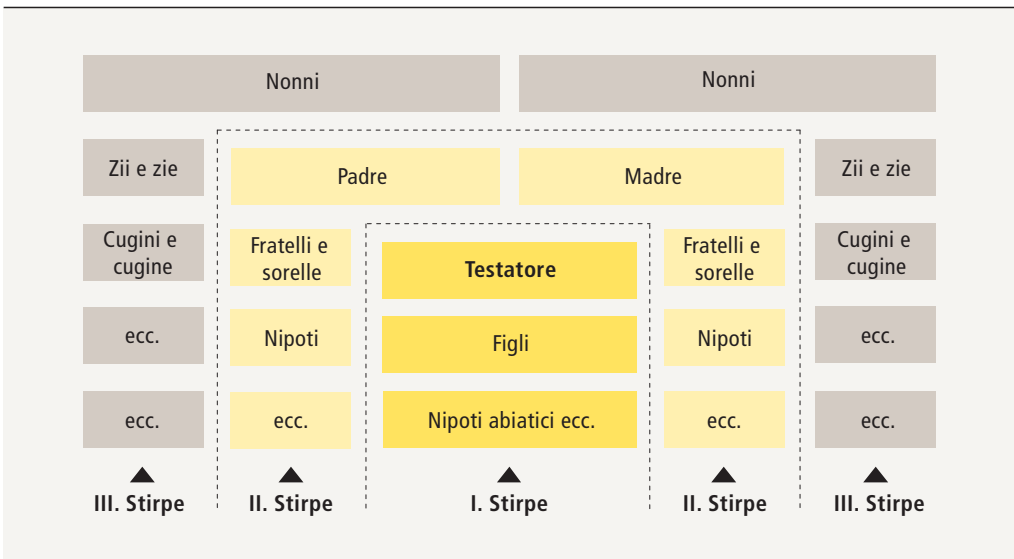 Nonni
Nonni
Zii e zie
Padre
Madre
Zii e zie
Cugini e
cugine
Fratelli e
sorelle
Testatore
Fratelli e
sorelle
Cugini e
cugine
ecc.
Nipoti
Figli
Nipoti
ecc.
ecc.
ecc.
Nipoti abiatici ecc.
ecc.
ecc.
III. Stirpe
II. Stirpe
I. Stirpe
II. Stirpe
III. Stirpe